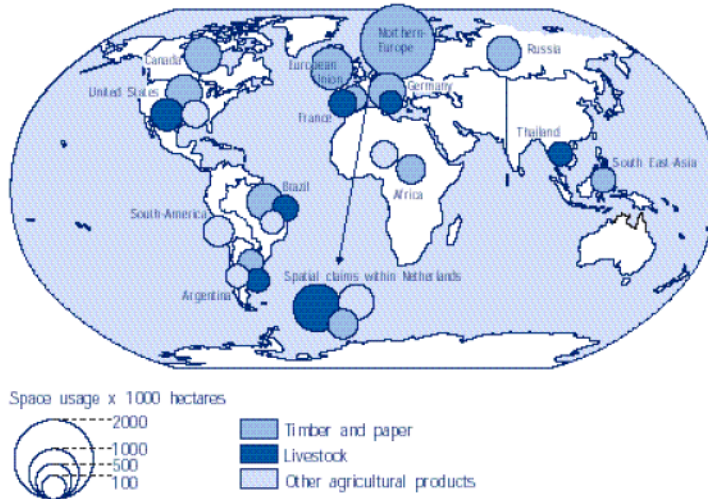 Northern-
Europe
Canada
Russia
European
Union
United States
Germany
France
Thailand
South East-Asia
Africa
Brazil
South-America
Spatial claims within Netherlands
Argentina
Space usage x 1000 hectares
2000
1000
500
100
Timber and paper
Livestock
Other agricultural products